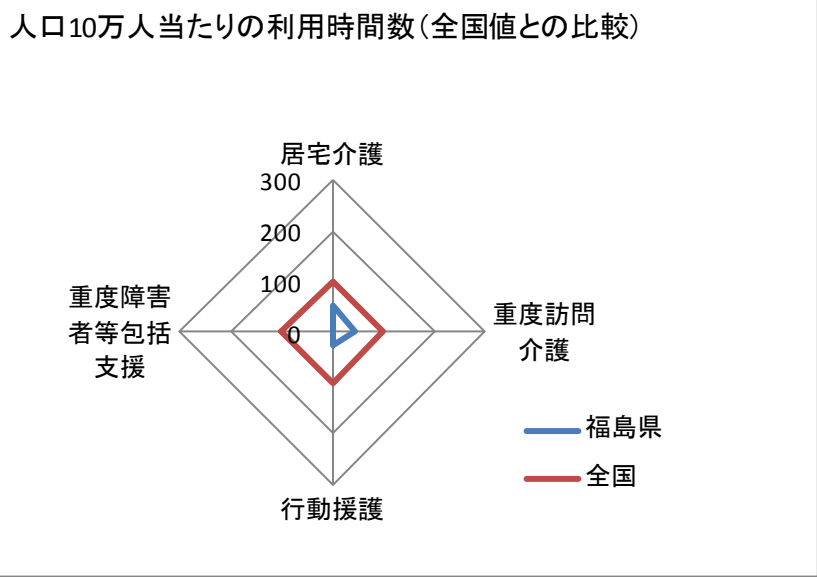 人口10万人当たりの利用時間数（全国値との比較）
居宅介護
300
200
100
0
重度障害
者等包括
支援
重度訪問
介護
行動援護
福島県
全国